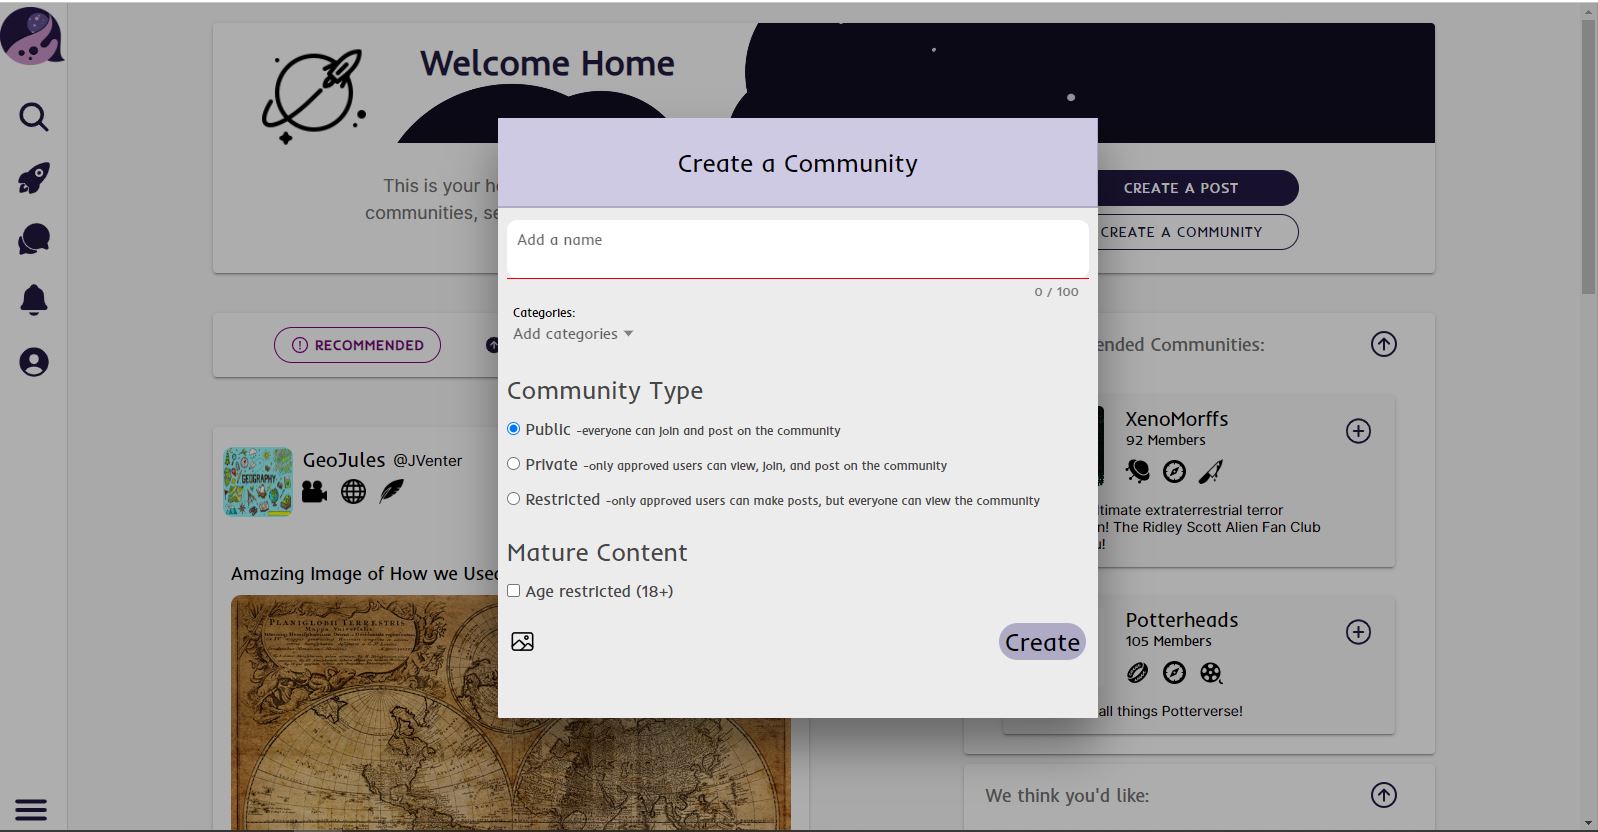 Welcome Home
This is your h
communities, se
CREATE A POST
CREATE A COMMUNITY
Create a Community
Add a name
0 / 100
Categories:
Add categories
Community Type
Public -everyone can join and post on the community
Private -only approved users can view, join, and post on the community
Restricted -only approved users can make posts, but everyone can view the community
Mature Content
Age restricted (18+)
Create
RECOMMENDED
GeoJules @JVenter
GEOGRAPHY
Amazing Image of How we Used
PLANIGLOBII TERRESTRIS
ended Communities:
XenoMorffs
92 Members
ltimate extraterrestrial terror
n! The Ridley Scott Alien Fan Club
u!
Potterheads
105 Members
all things Potterverse!
We think you'd like: